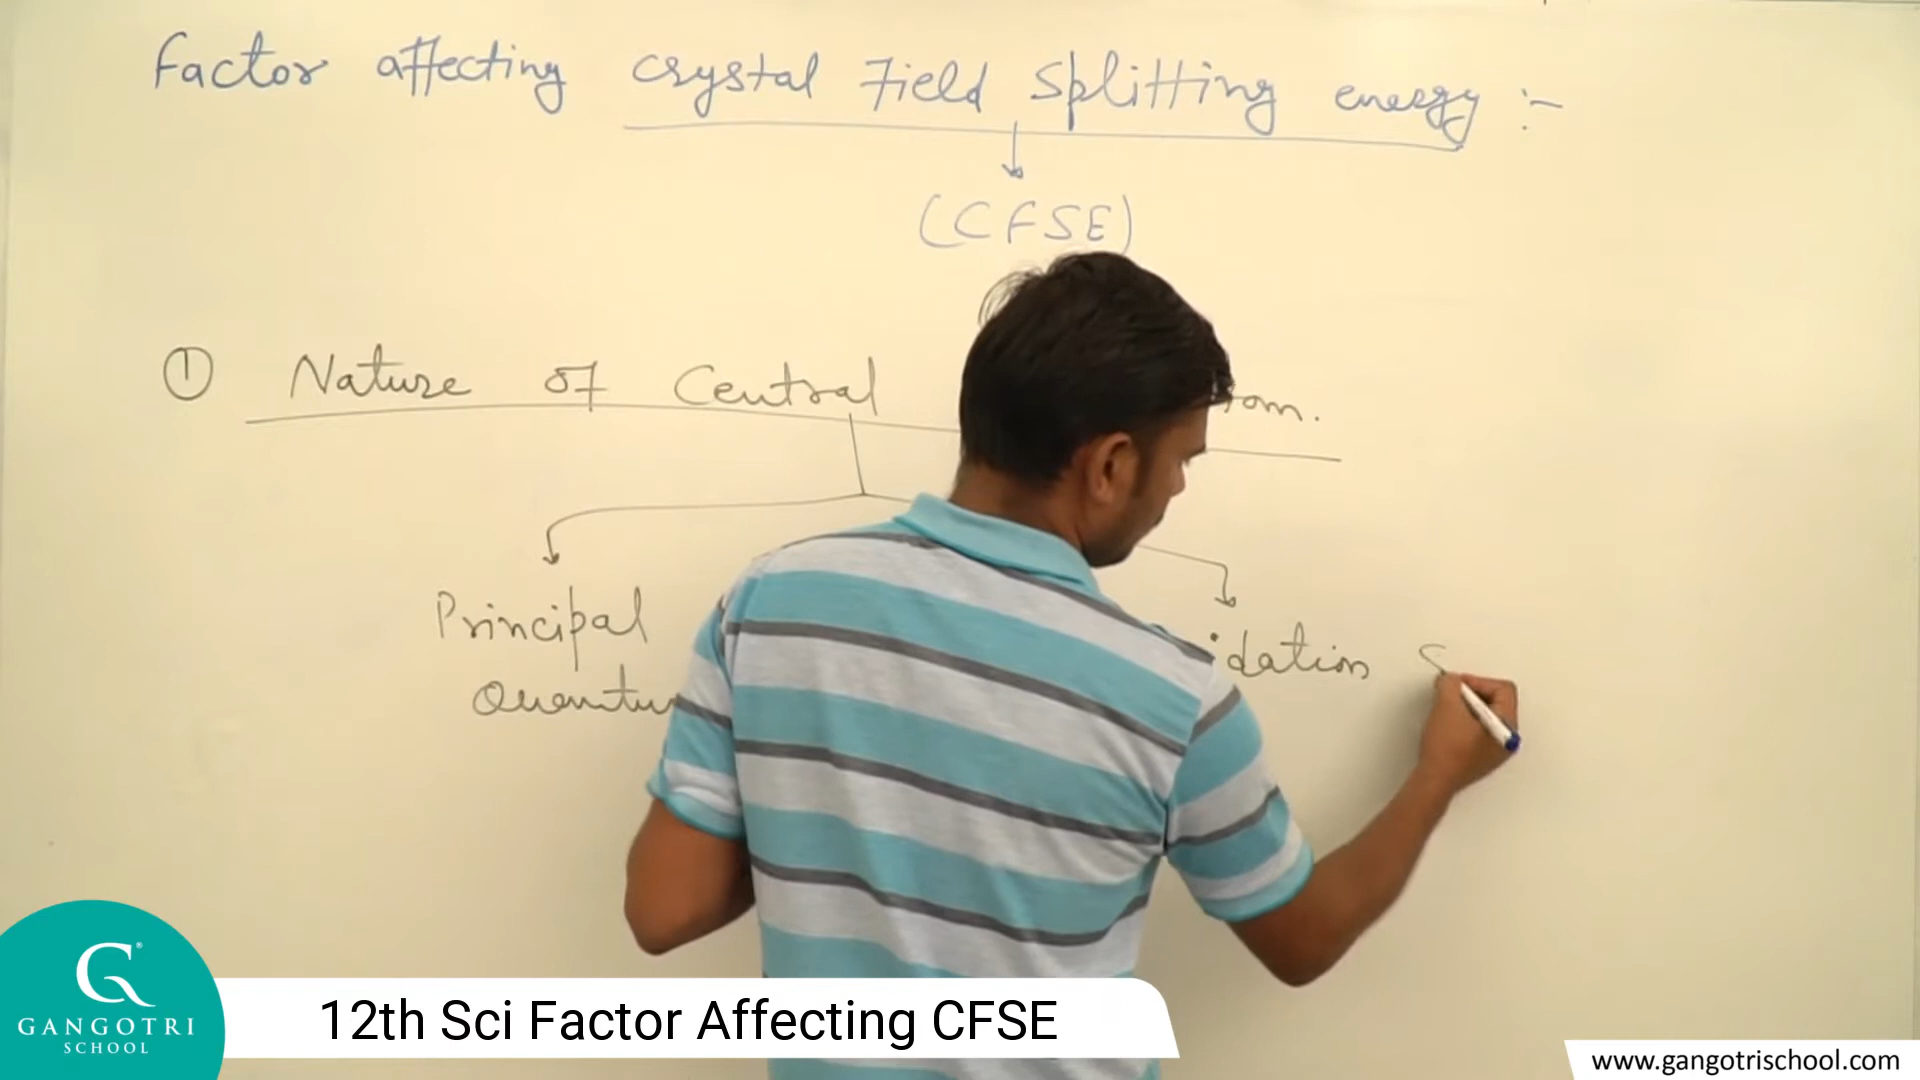 Factor affecting crystal Field Splitting energy :-
(CFSE)
① Nature of Central
Principal
dation
12th Sci Factor Affecting CFSE
GANGOTRI
SCHOOL
www.gangotrischool.com